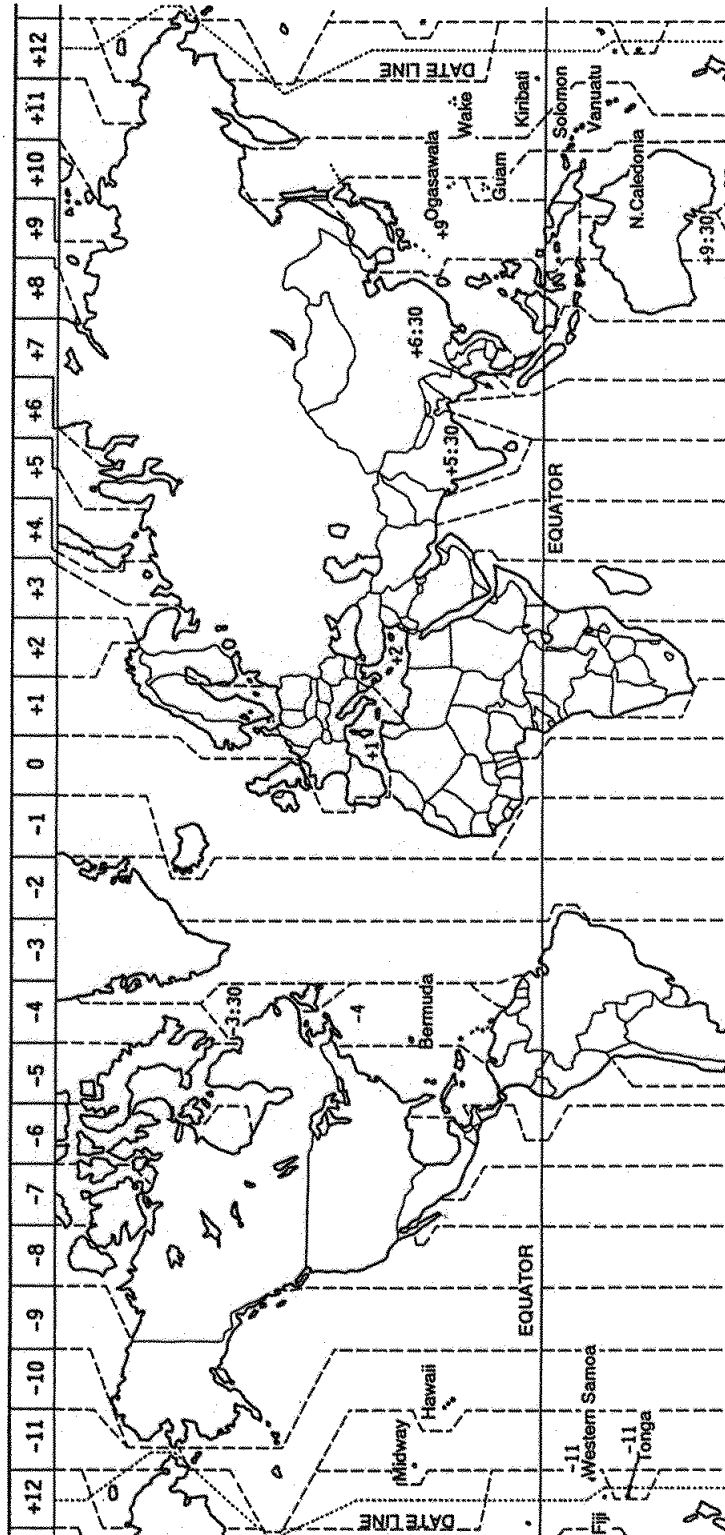 +12 -11 -10 -9 -8 -7 -6 -5 -4 -3 -2 -1 0 +1 +2 +3 +4 +5 +6 +7 +8 +9 +10 +11 +12
-3:30
-4
+1
+2
DATE LINE
DATE LINE
Midway
+6:30
Bermuda
Hawaii
Ogasawala
+9
+5:30
Wake
Guam
Kiribati
EQUATOR
EQUATOR
Solomon
-11
Western Samoa
Vanuatu
Fiji
-11
Tonga
N.Caledonia
+9:30